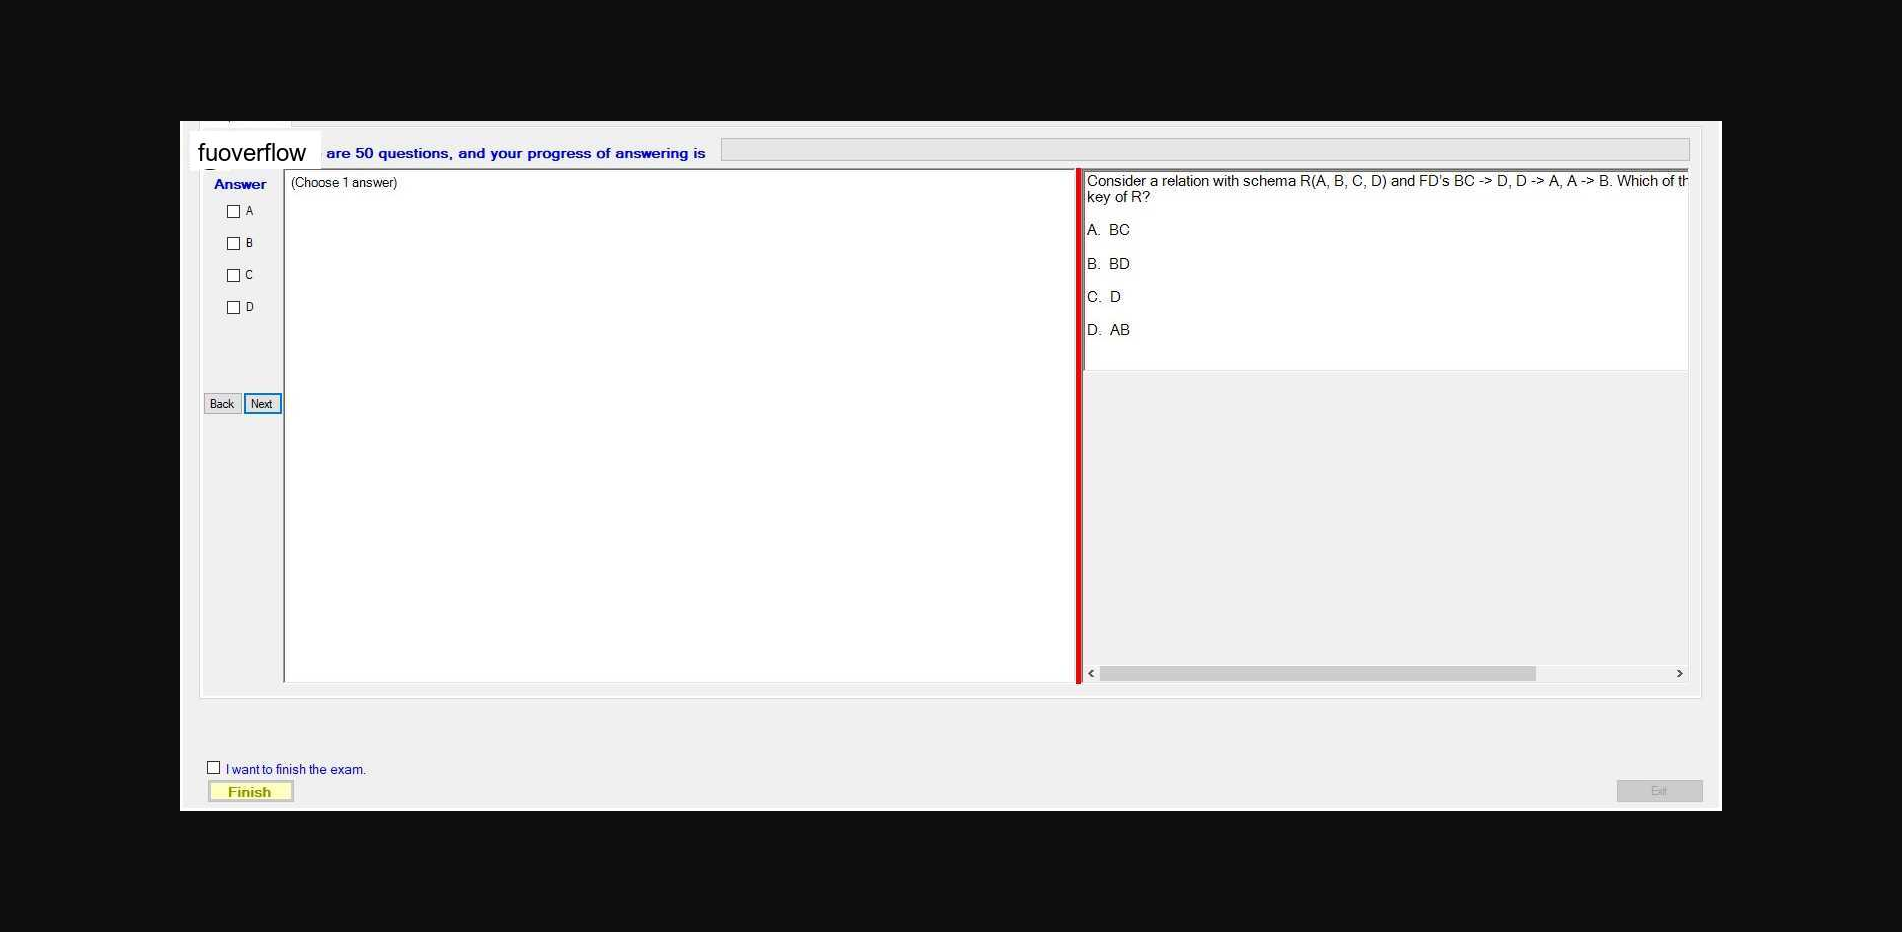 fuoverflow are 50 questions, and your progress of answering is
Answer
A
B
C
D
Back Next
(Choose 1 answer)
Consider a relation with schema R(A, B, C, D) and FD's BC -> D, D -> A, A -> B. Which of th
key of R?
A. BC
B. BD
C. D
D. AB
I want to finish the exam.
Finish
Exit